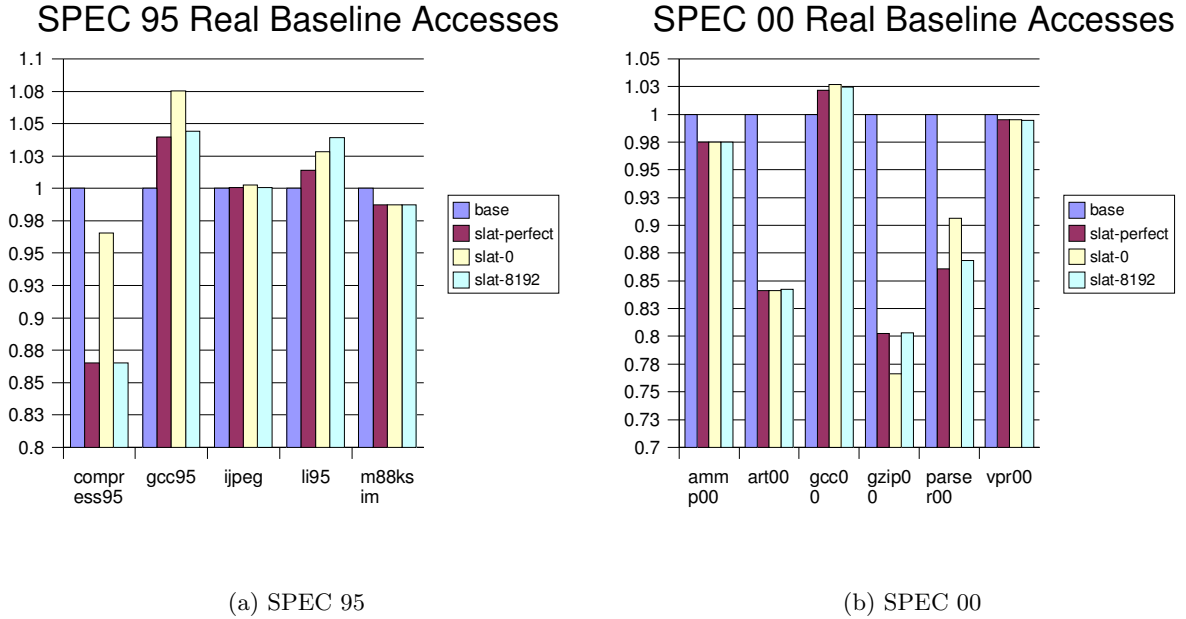 SPEC 95 Real Baseline Accesses
1.1
1.08
1.05
1.03
1
0.98
0.95
0.93
0.9
0.88
0.85
0.83
0.8
compr
ess95
gcc95
ijpeg
li95
m88ks
im
base
slat-perfect
slat-0
slat-8192
(a) SPEC 95
SPEC 00 Real Baseline Accesses
1.05
1.03
1
0.98
0.95
0.93
0.9
0.88
0.85
0.83
0.8
0.78
0.75
0.73
0.7
amm
p00
art00
gcc0
0
gzip0
0
parse
r00
vpr00
base
slat-perfect
slat-0
slat-8192
(b) SPEC 00